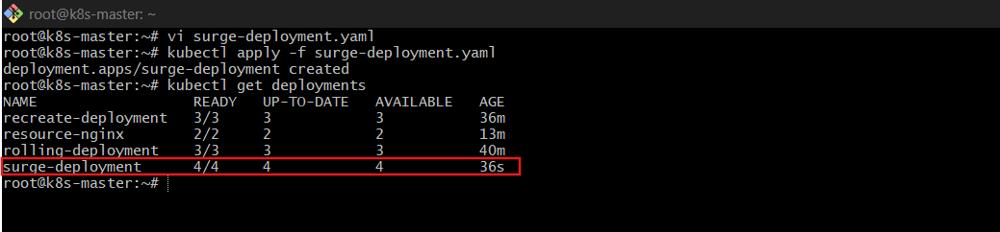 root@k8s-master: ~
root@k8s-master:~# vi surge-deployment.yaml
root@k8s-master:~# kubectl apply -f surge-deployment.yaml
deployment.apps/surge-deployment created
root@k8s-master:~# kubectl get deployments
NAME                  READY   UP-TO-DATE   AVAILABLE   AGE
recreate-deployment   3/3     3            3           36m
resource-nginx        2/2     2            2           13m
rolling-deployment    3/3     3            3           40m
surge-deployment      4/4     4            4           36s
root@k8s-master:~#